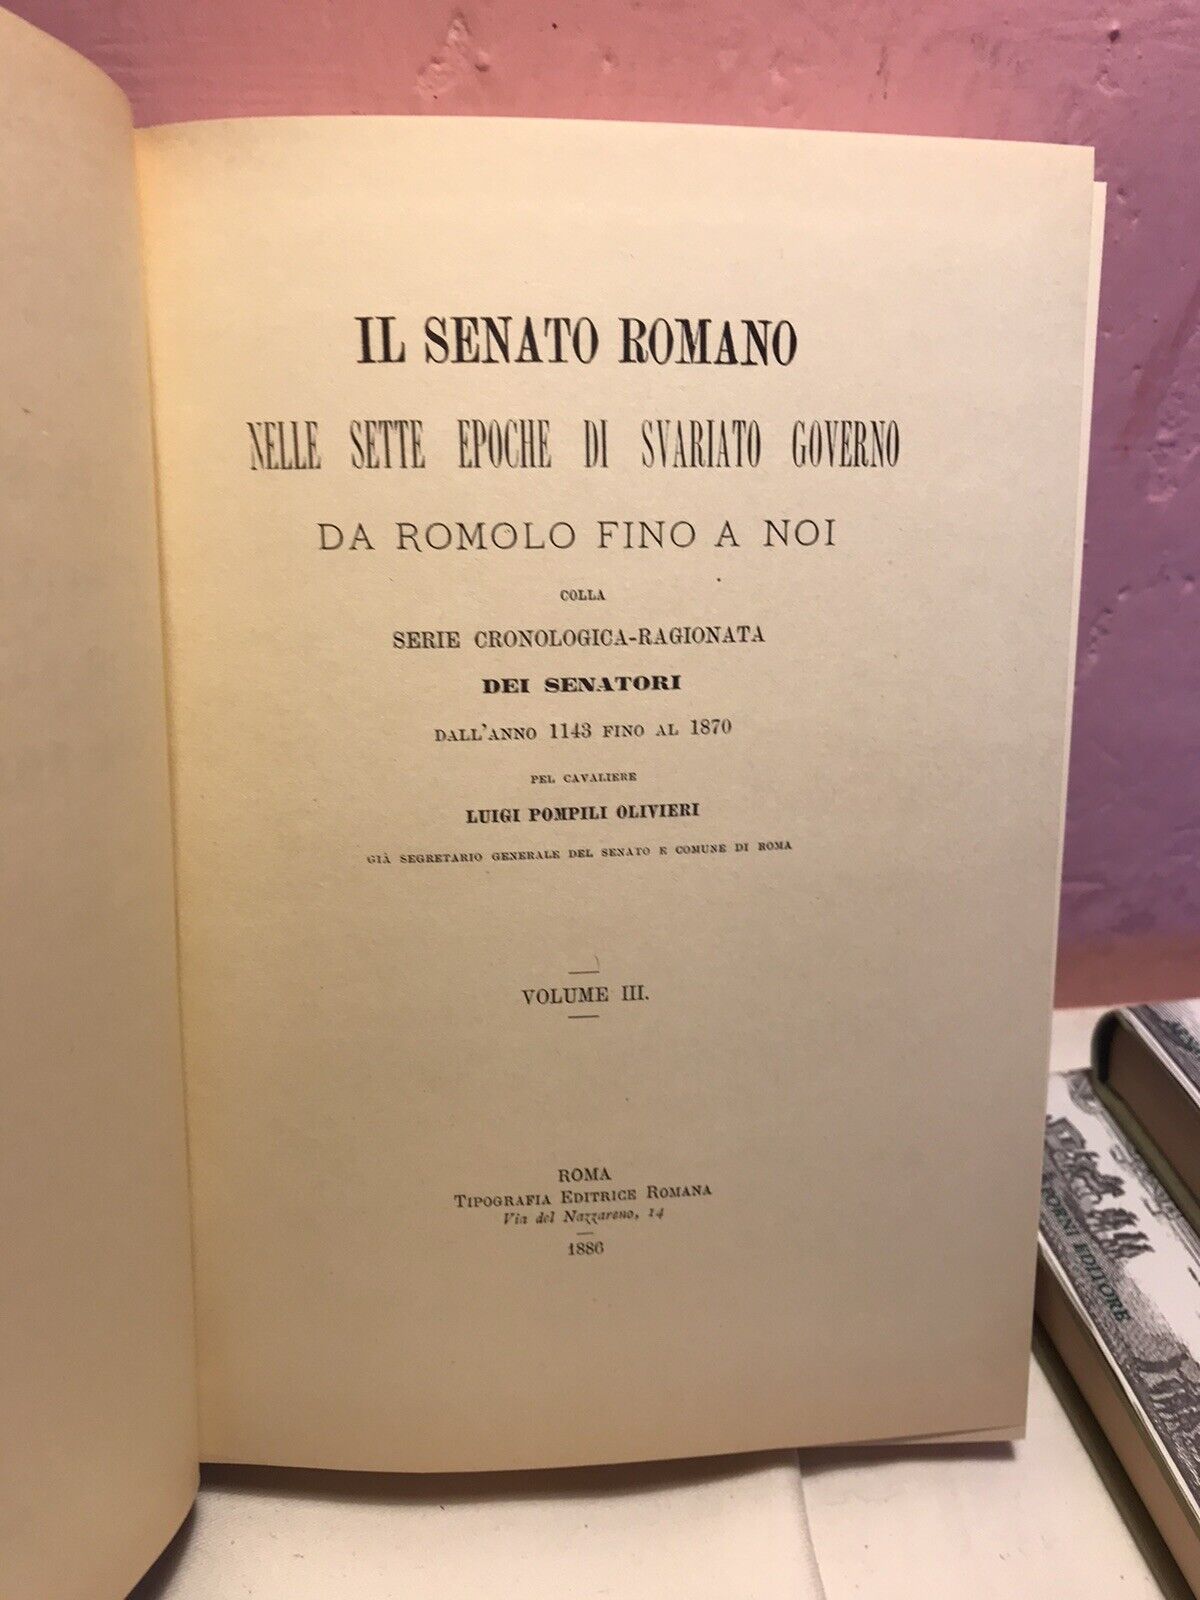 IL SENATO ROMANO
NELLE SETTE EPOCHE DI SVARIATO GOVERNO
DA ROMOLO FINO A NOI
COLLA
SERIE CRONOLOGICA-RAGIONATA
DEI SENATORI
DALL'ANNO 1143 FINO AL 1870
PEL CAVALIERE
LUIGI POMPILI OLIVIERI
GIÀ SEGRETARIO GENERALE DEL SENATO E COMUNE DI ROMA
VOLUME III.
ROMA
TIPOGRAFIA EDITRICE ROMANA
Via del Nazzareno, 14
1886
FORNI EDITORE